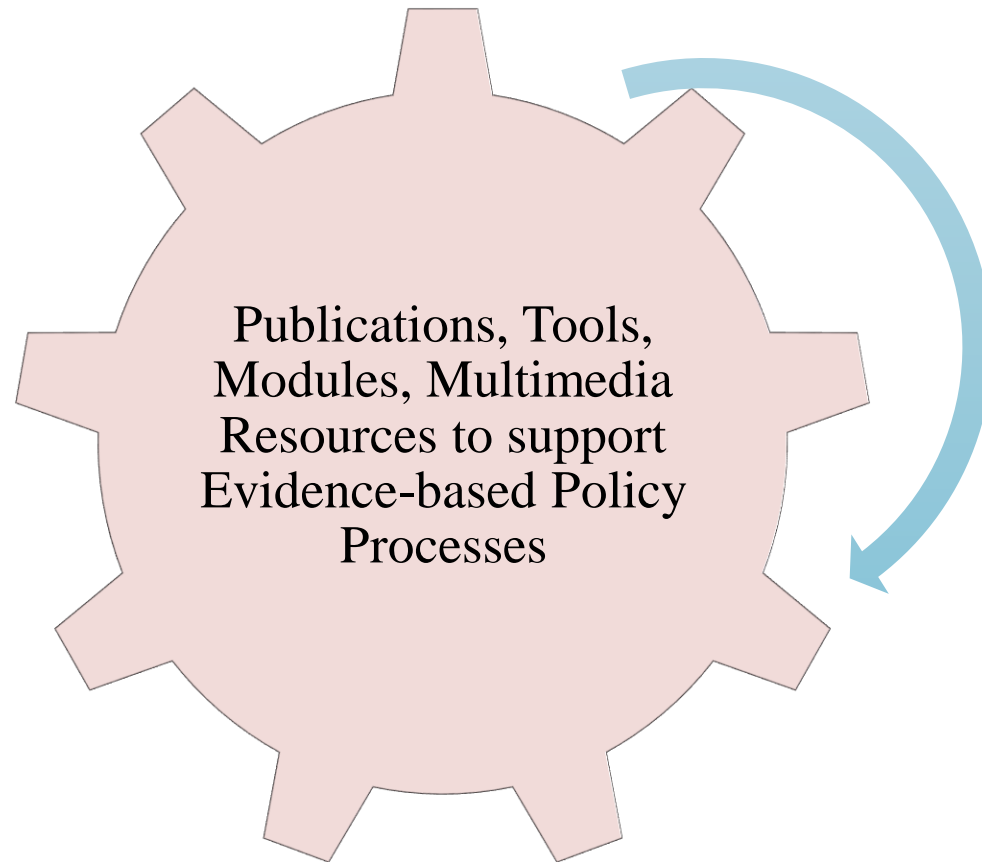 Publications, Tools,
Modules, Multimedia
Resources to support
Evidence-based Policy
Processes